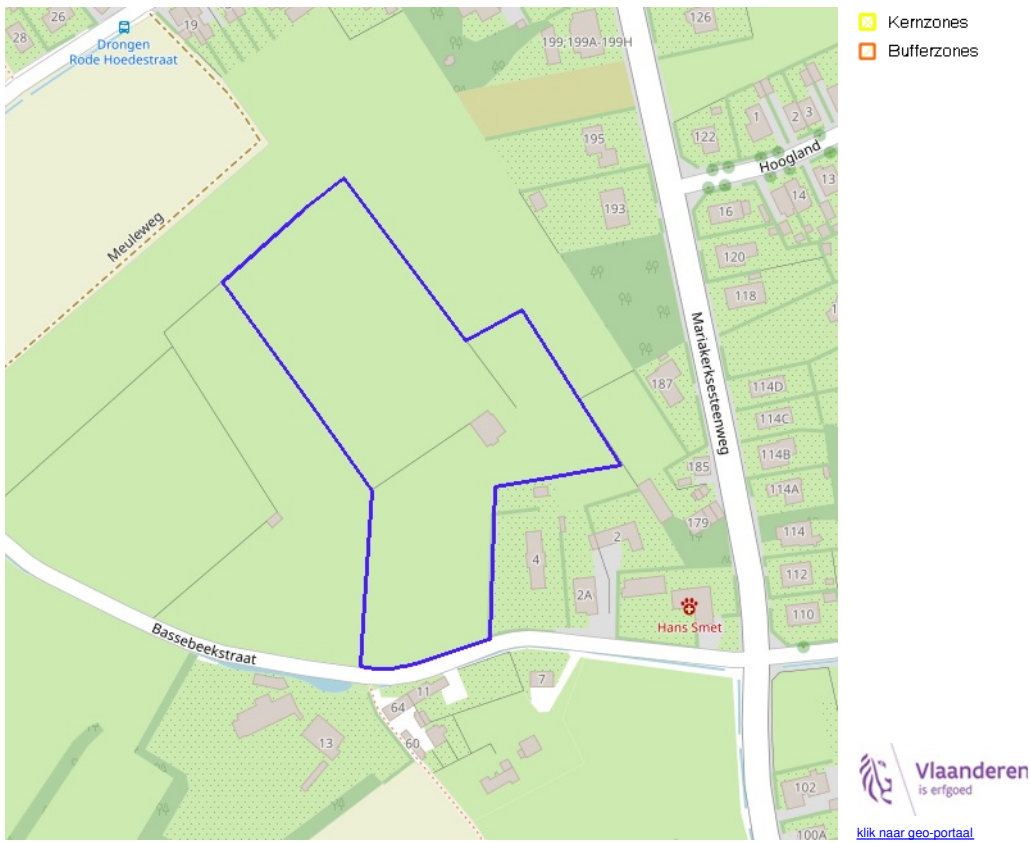 28
26
19
Drongen
Rode Hoedestraat
199;199A-199H
126
Kernzones
Bufferzones
1
2
3
122
195
Hoogland
13
14
193
16
Meuleweg
120
118
1
Mariakerksesteenweg
187
114D
114C
114B
185
114A
179
114
2
4
112
2A
110
Hans Smet
Bassebeekstraat
7
11
64
60
13
102
100A
Vlaanderen
is erfgoed
klik naar geo-portaal